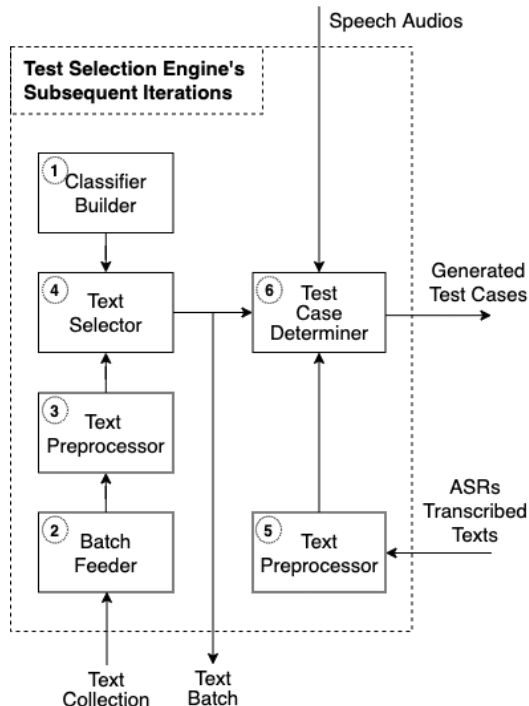 Speech Audios
Test Selection Engine's
Subsequent Iterations
1
Classifier
Builder
4
Text
Selector
6
Test
Case
Determiner
Generated
Test Cases
3
Text
Preprocessor
2
Batch
Feeder
5
Text
Preprocessor
ASRs
Transcribed
Texts
Text
Collection
Text
Batch